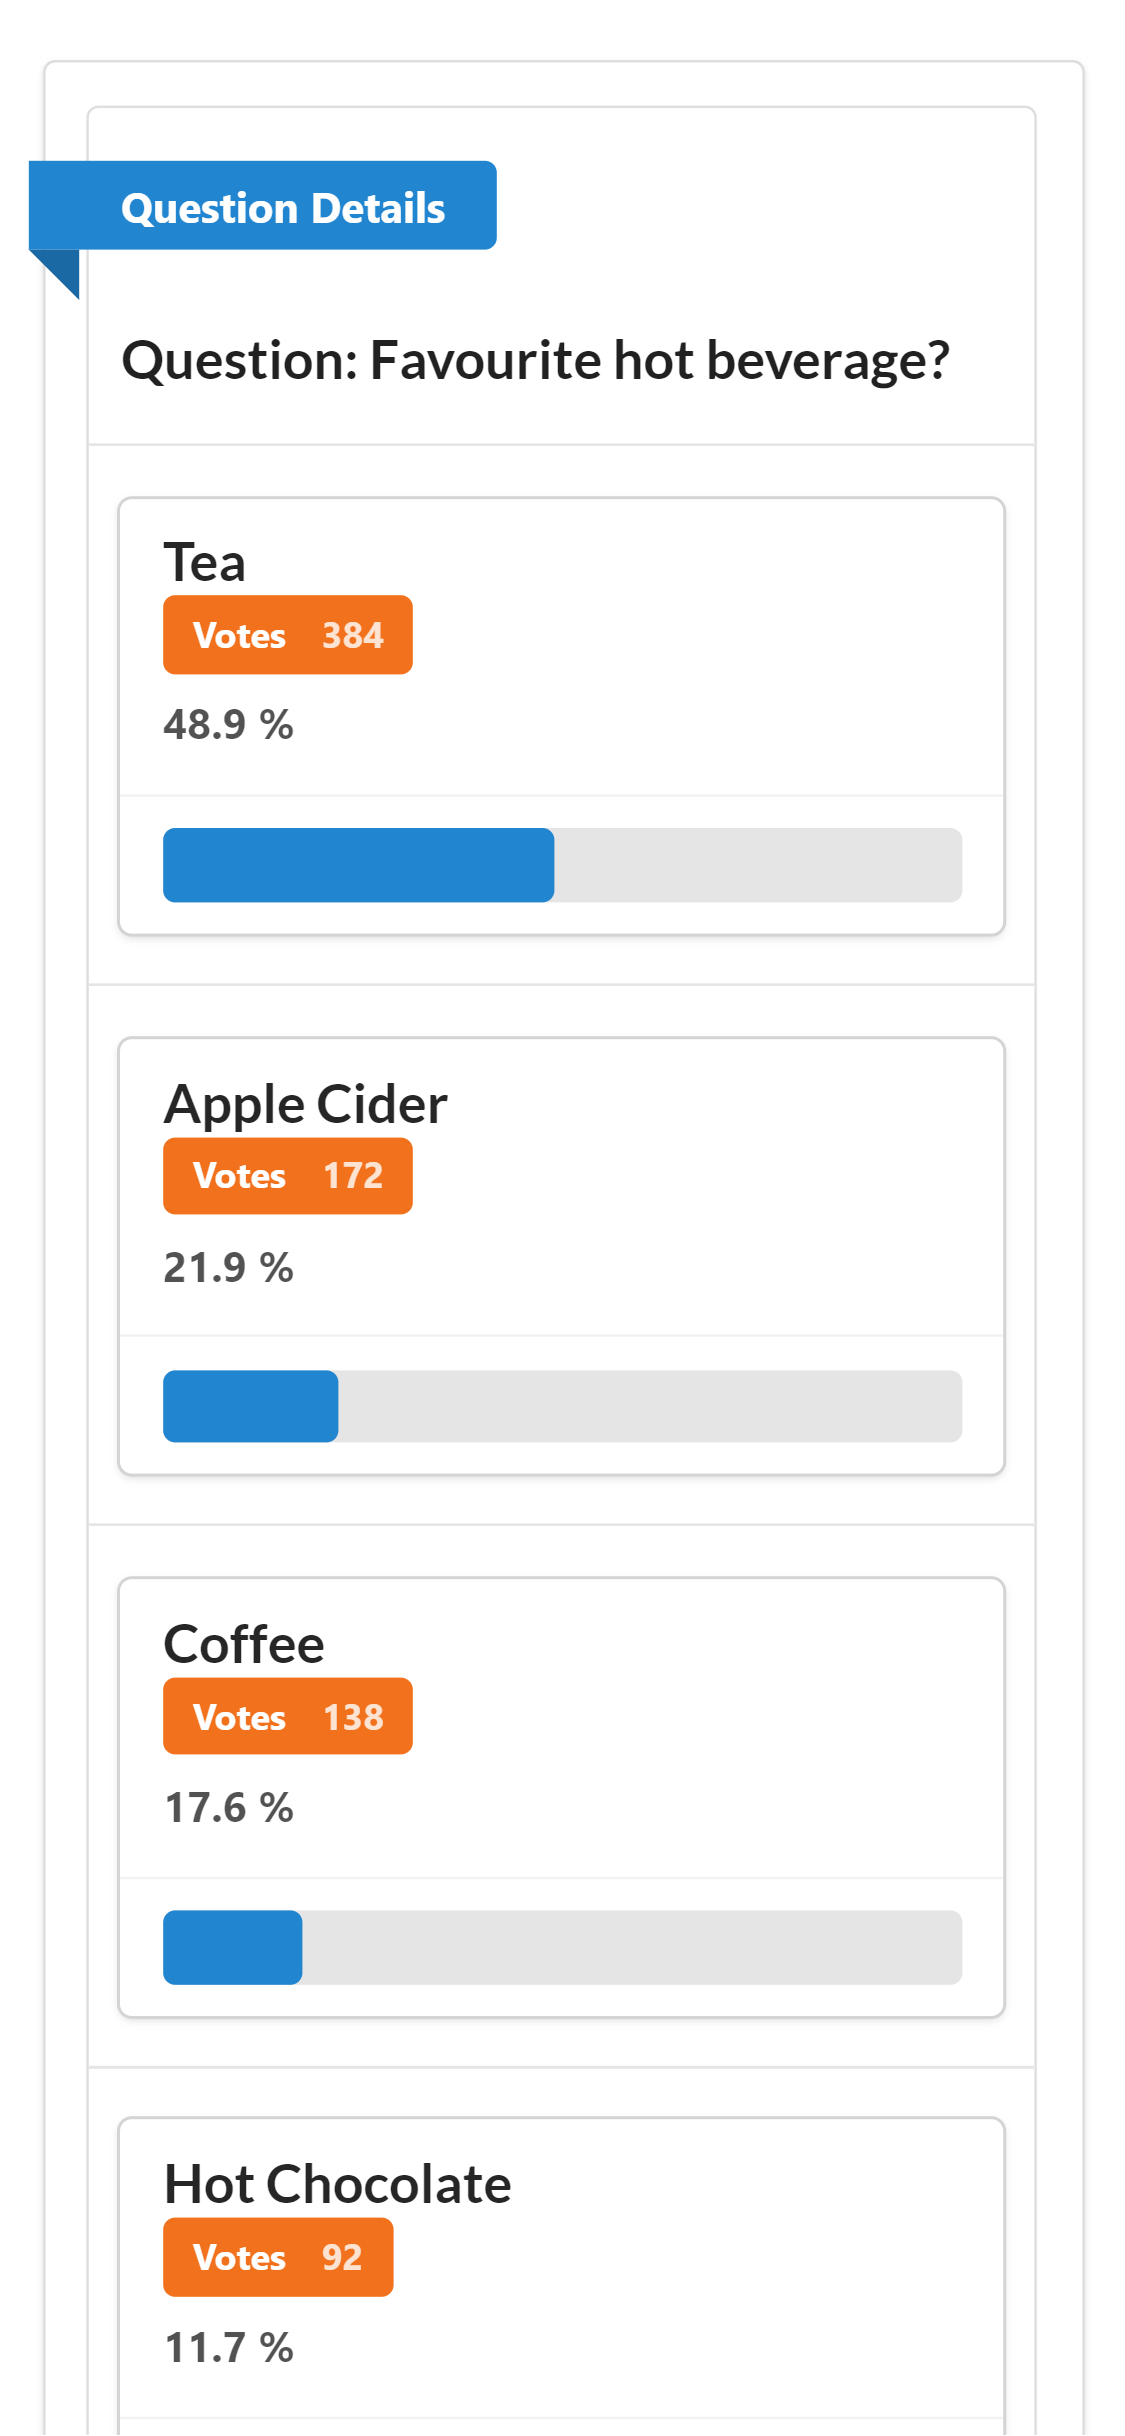 Question Details
Question: Favourite hot beverage?
Tea
Votes 384
48.9 %
Apple Cider
Votes 172
21.9 %
Coffee
Votes 138
17.6 %
Hot Chocolate
Votes 92
11.7 %